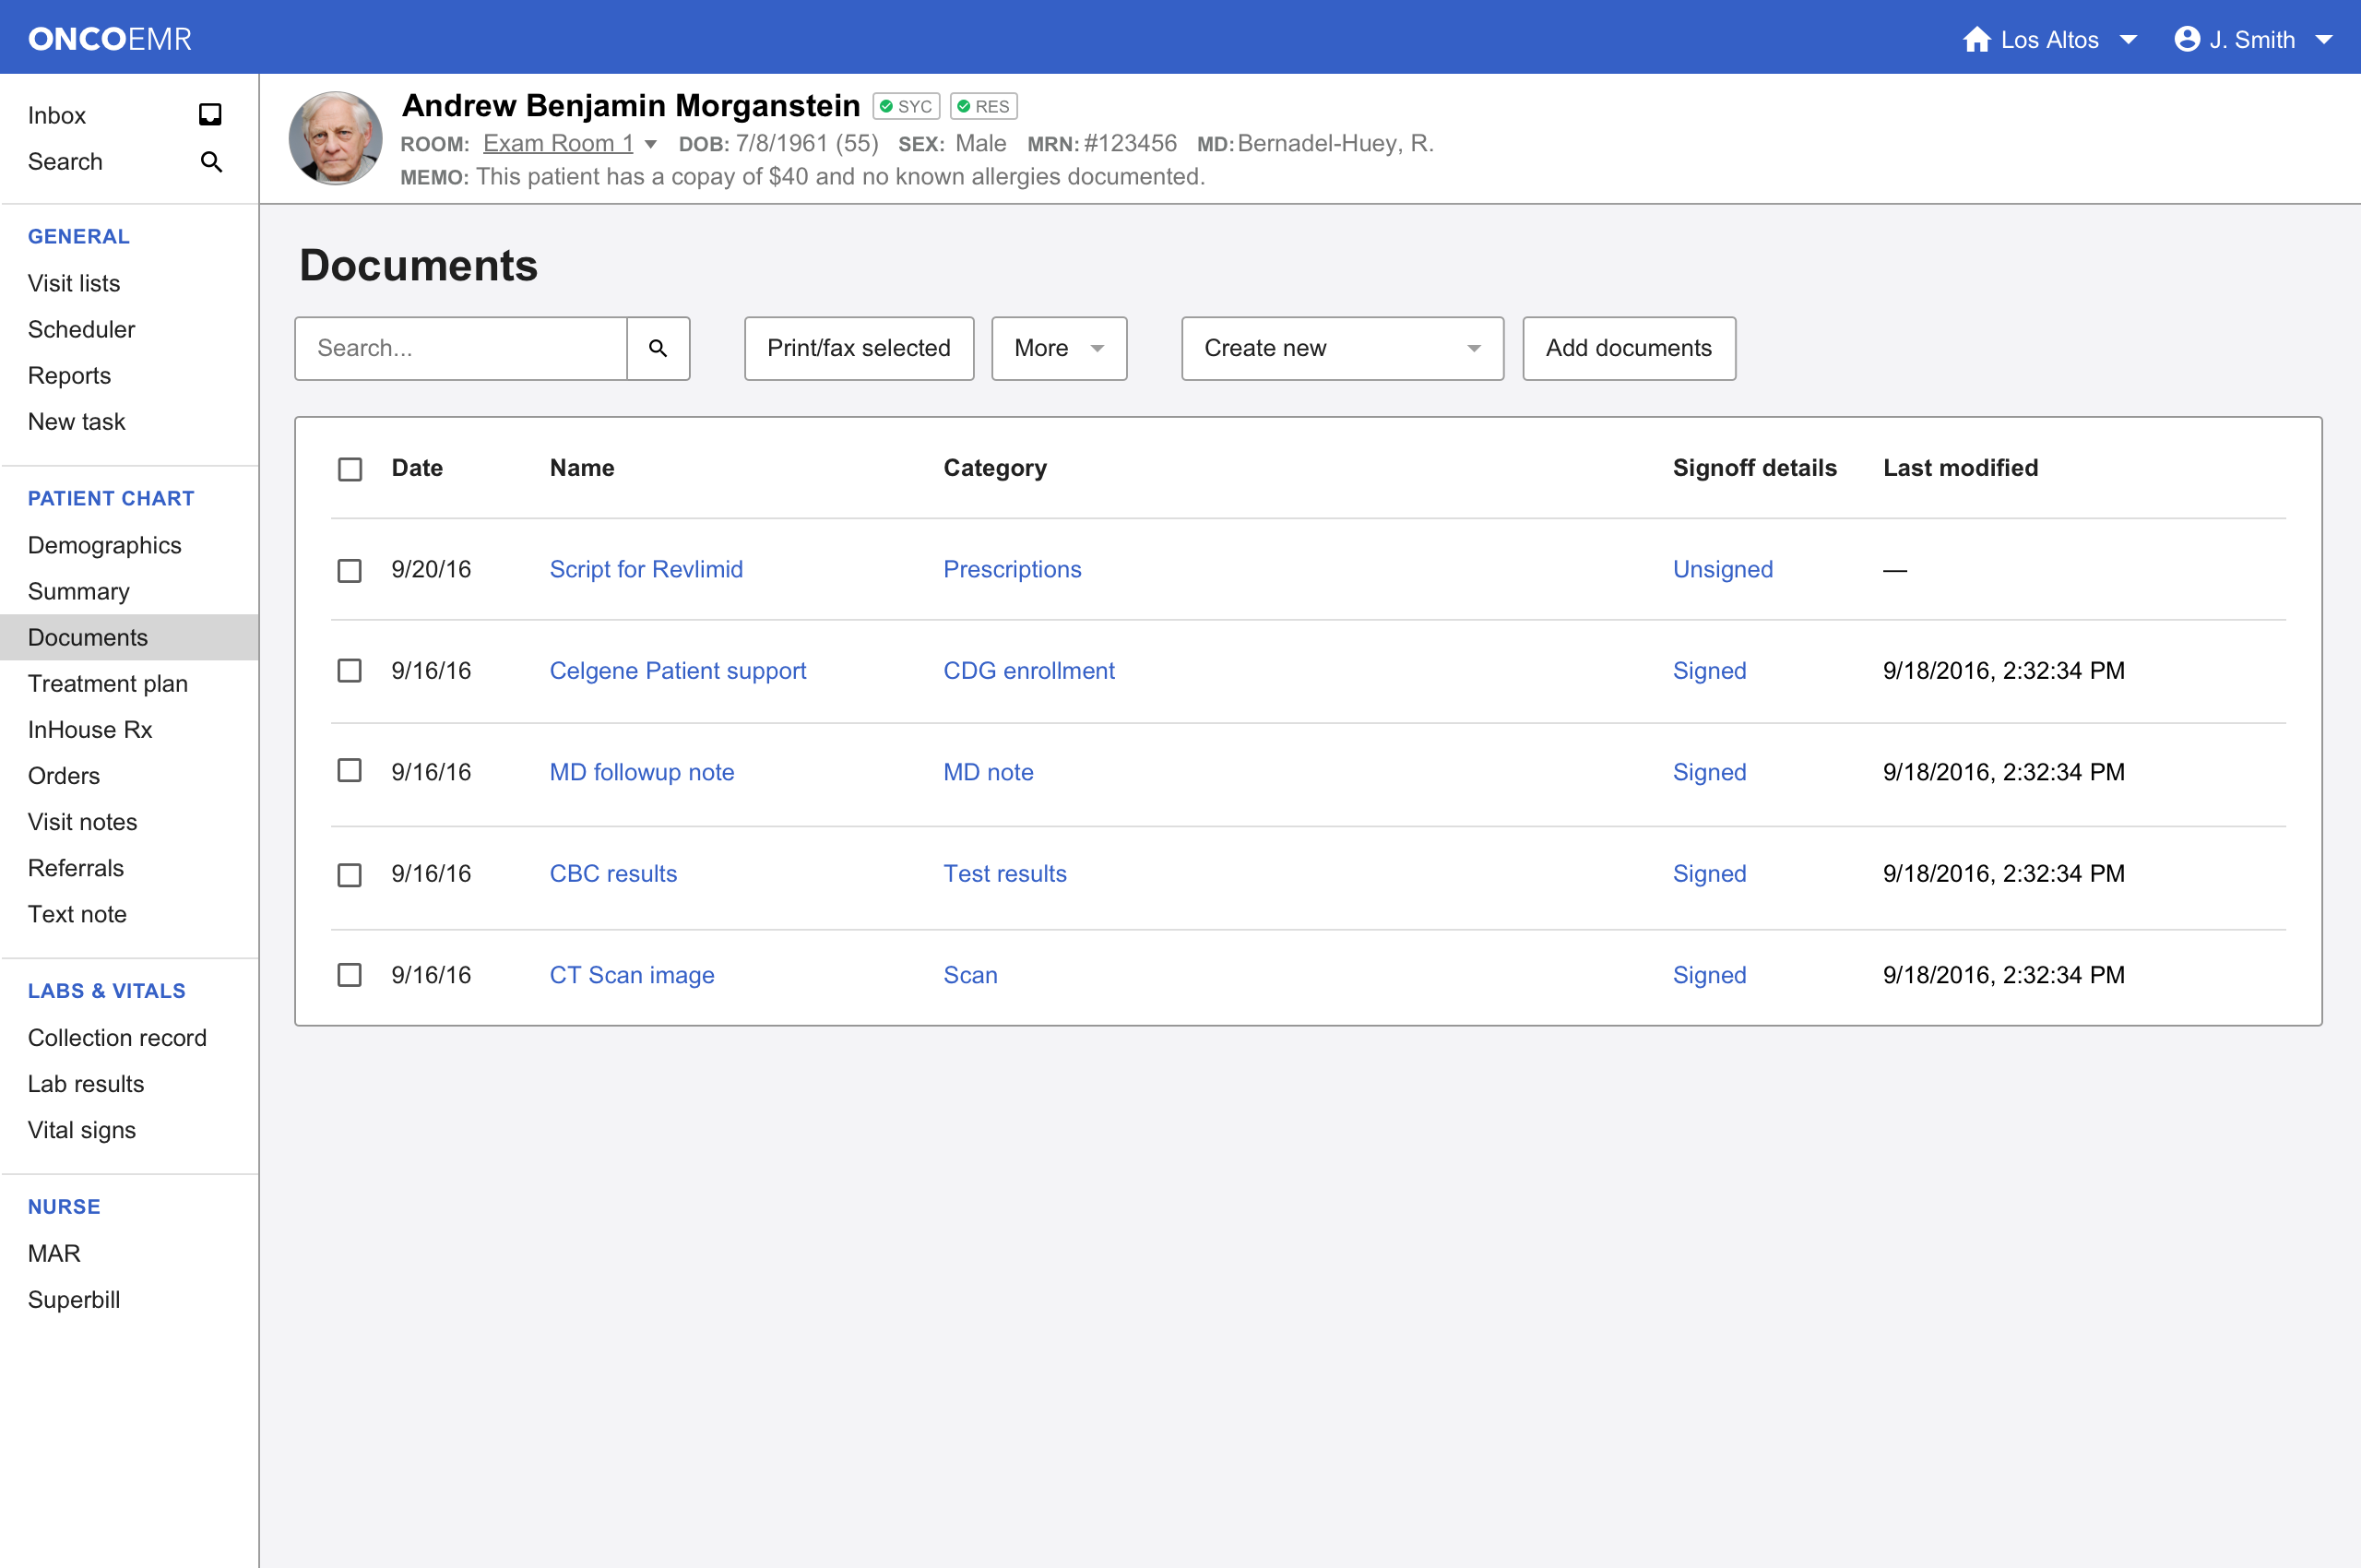 ONCOEMR
Los Altos
J. Smith
Inbox
Search
GENERAL
Visit lists
Scheduler
Reports
New task
PATIENT CHART
Demographics
Summary
Documents
Treatment plan
InHouse Rx
Orders
Visit notes
Referrals
Text note
LABS & VITALS
Collection record
Lab results
Vital signs
NURSE
MAR
Superbill
Andrew Benjamin Morganstein SYC RES
ROOM: Exam Room 1 DOB: 7/8/1961 (55) SEX: Male MRN: #123456 MD: Bernadel-Huey, R.
MEMO: This patient has a copay of $40 and no known allergies documented.
Documents
Search... Print/fax selected More Create new Add documents
Date Name Category Signoff details Last modified
9/20/16 Script for Revlimid Prescriptions Unsigned —
9/16/16 Celgene Patient support CDG enrollment Signed 9/18/2016, 2:32:34 PM
9/16/16 MD followup note MD note Signed 9/18/2016, 2:32:34 PM
9/16/16 CBC results Test results Signed 9/18/2016, 2:32:34 PM
9/16/16 CT Scan image Scan Signed 9/18/2016, 2:32:34 PM